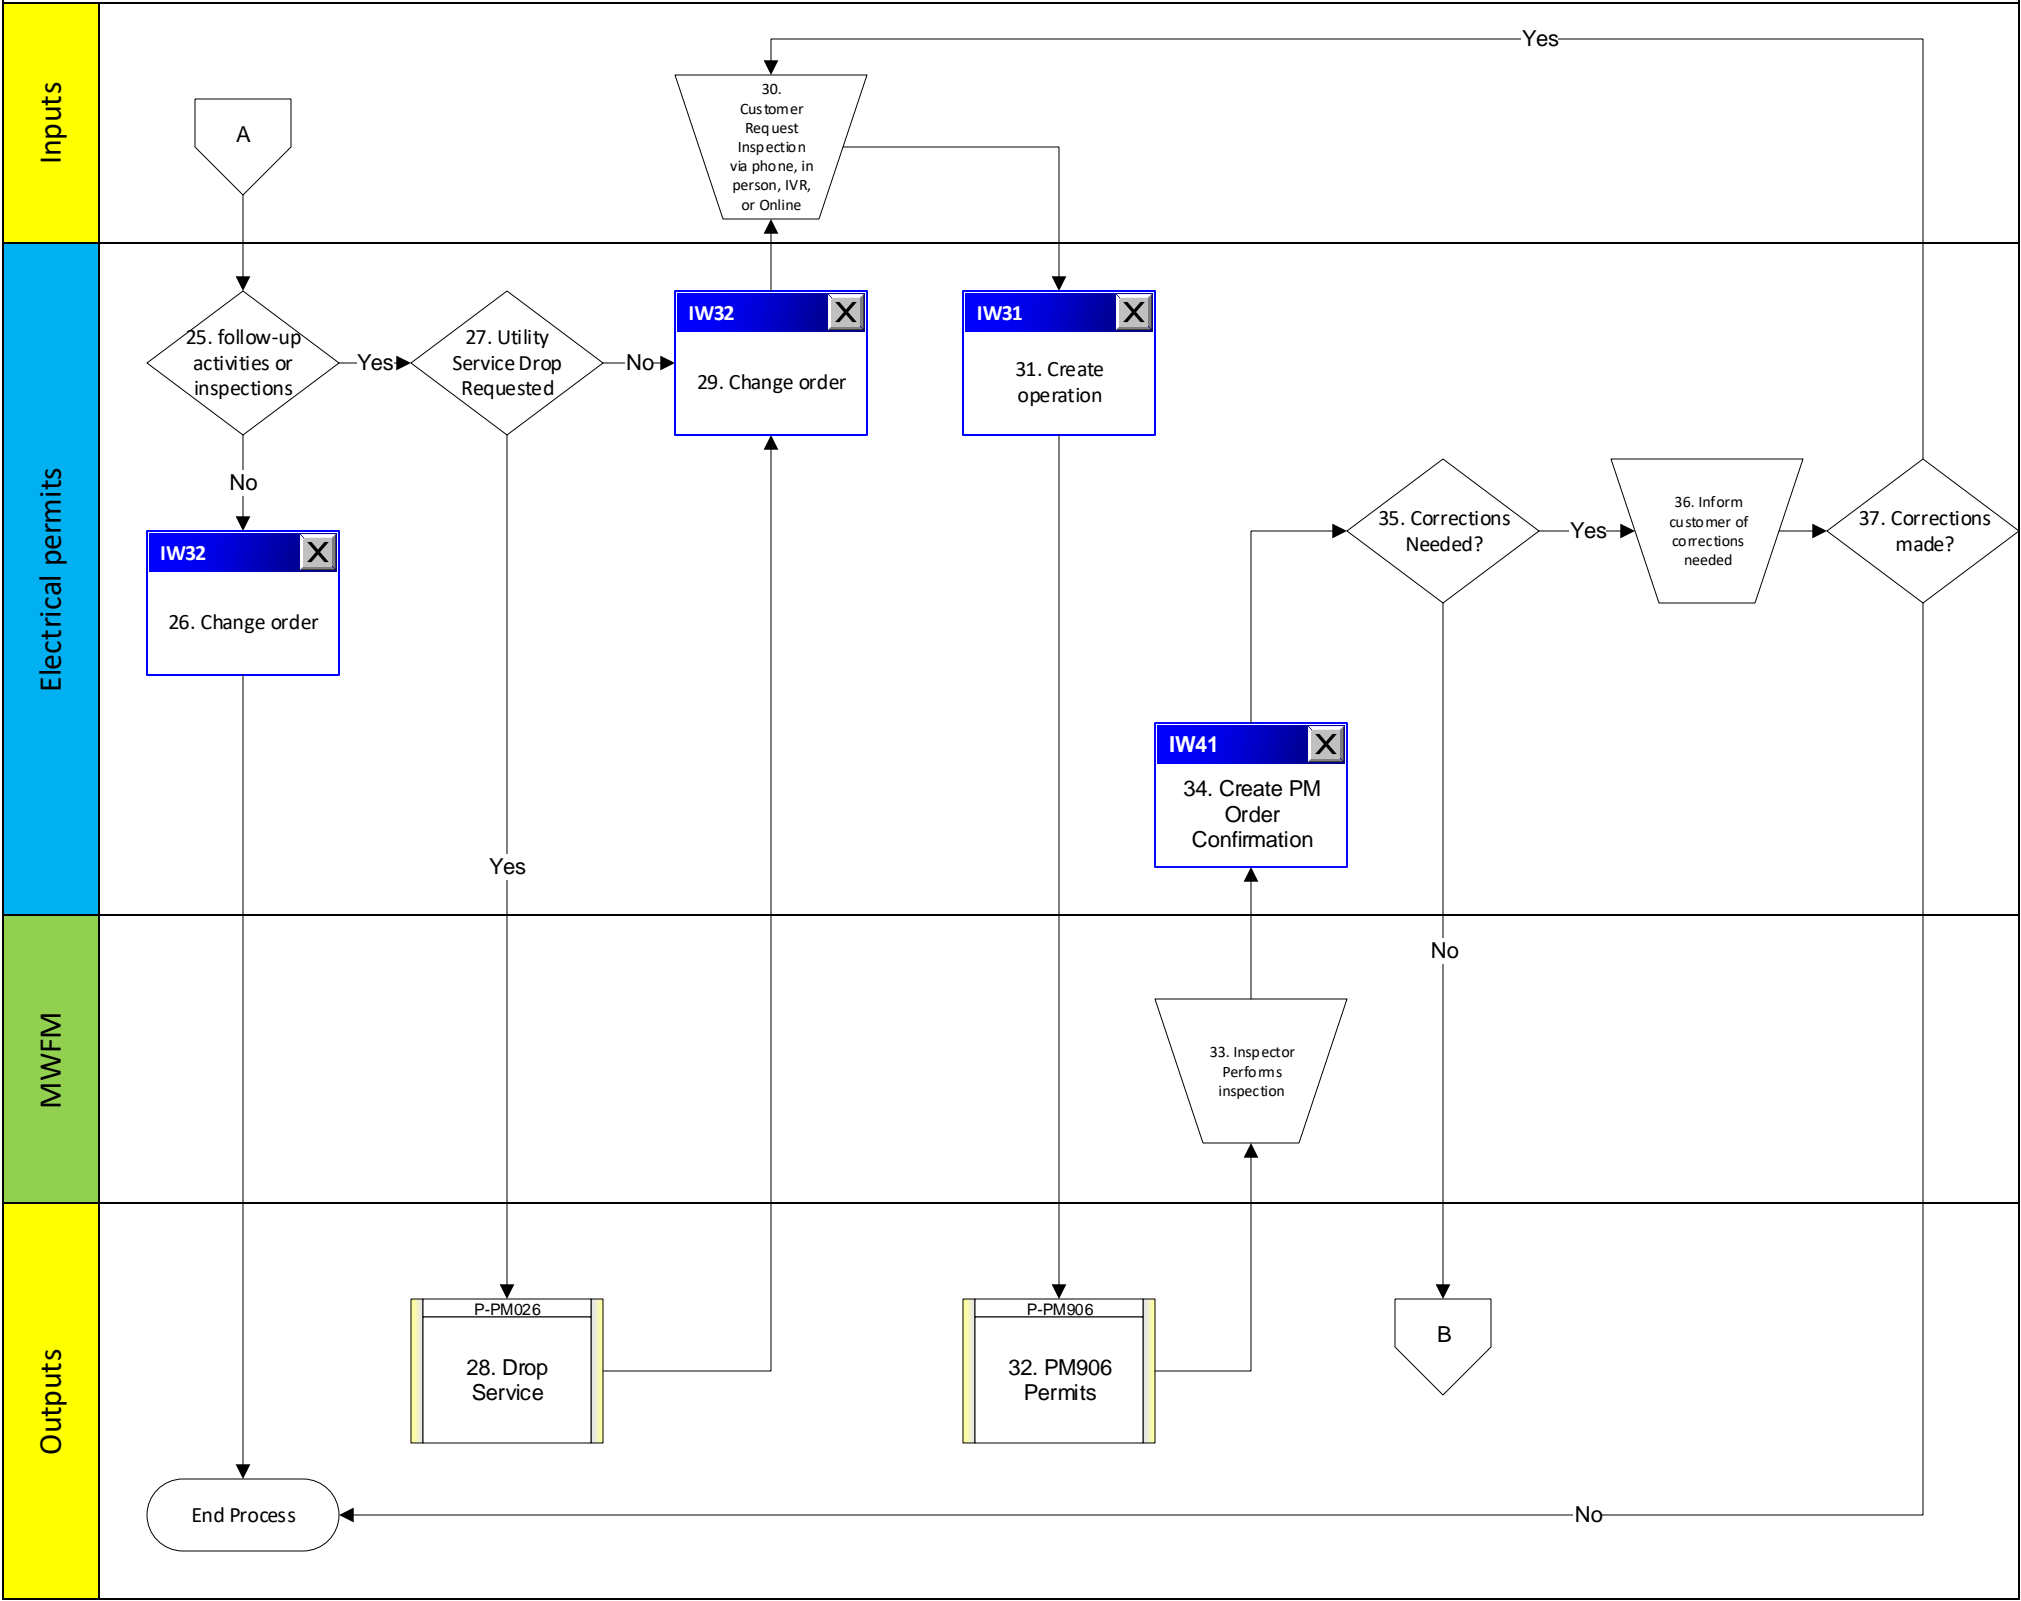 Inputs
A
Yes
30.
Customer
Request
Inspection
via phone, in
person, IVR,
or Online
Electrical permits
25. follow-up
activities or
inspections
Yes
27. Utility
Service Drop
Requested
No
IW32
X
29. Change order
IW31
X
31. Create
operation
No
IW32
X
26. Change order
35. Corrections
Needed?
Yes
36. Inform
customer of
corrections
needed
37. Corrections
made?
IW41
X
34. Create PM
Order
Confirmation
Yes
MWFM
No
33. Inspector
Performs
inspection
Outputs
P-PM026
28. Drop
Service
P-PM906
32. PM906
Permits
B
End Process
No